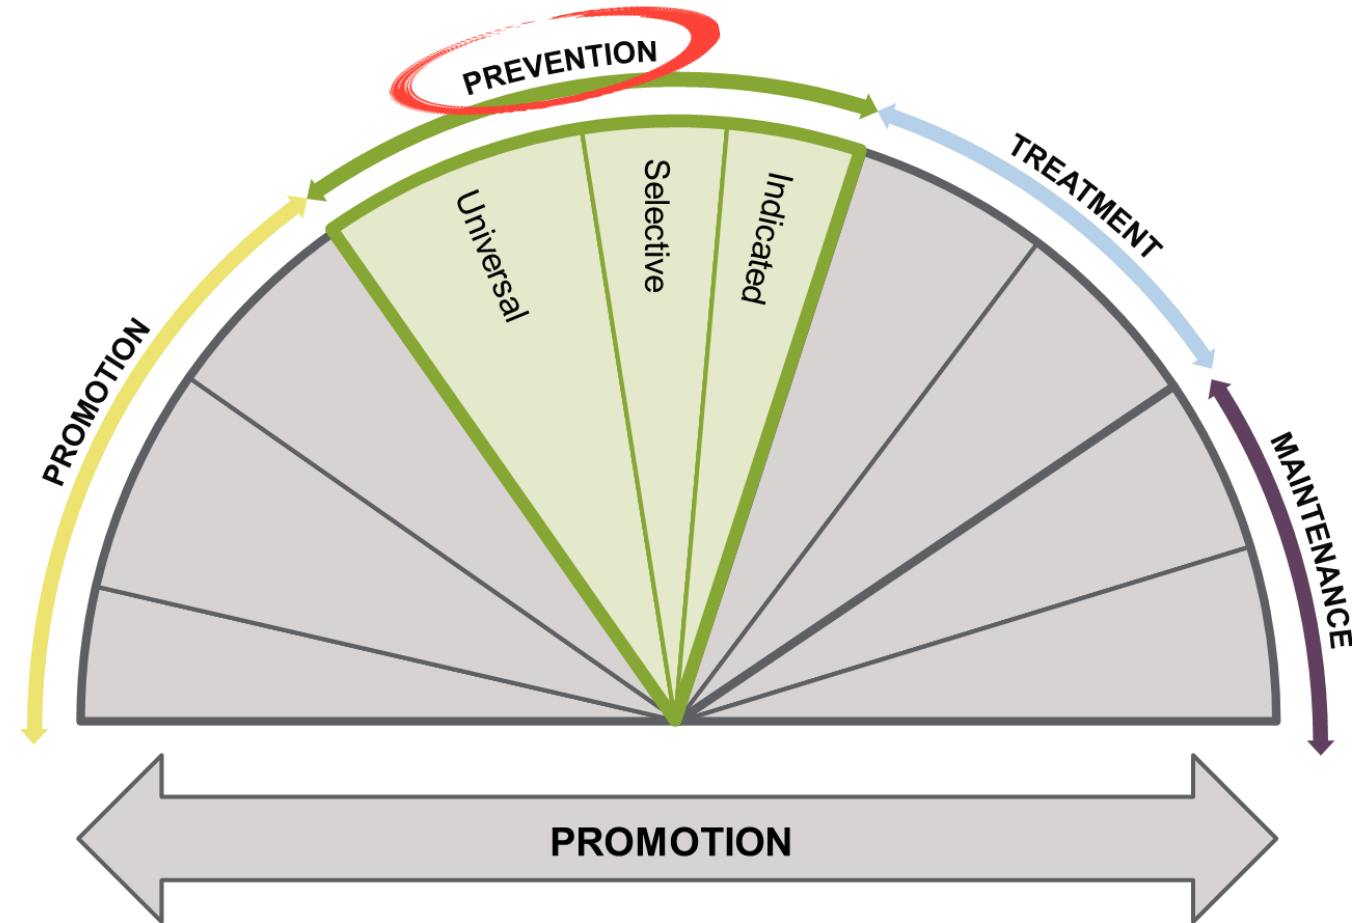 PREVENTION
TREATMENT
PROMOTION
MAINTENANCE
Universal
Selective
Indicated
PROMOTION